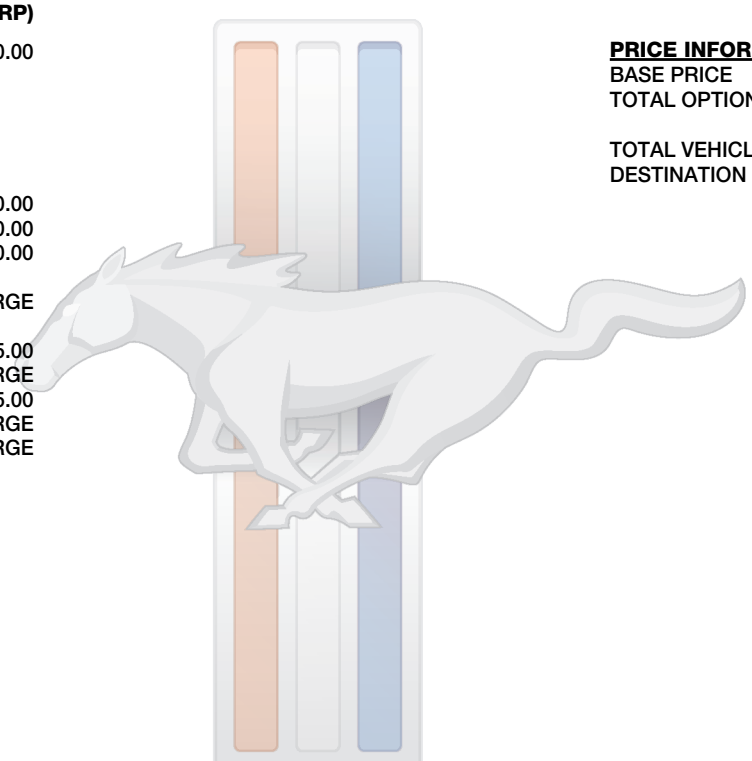 RP)
0.00
0.00
0.00
0.00
RGE
5.00
RGE
5.00
RGE
RGE
PRICE INFOR
BASE PRICE
TOTAL OPTION
TOTAL VEHICL
DESTINATION